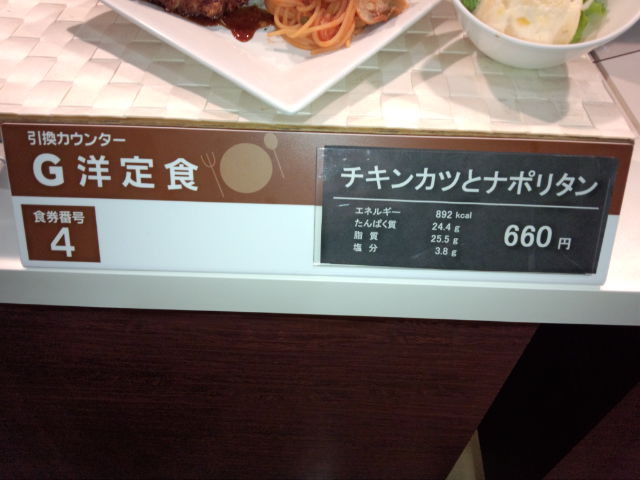 引換カウンター
G 洋定食
食券番号
4
チキンカツとナポリタン
エネルギー 892 kcal
たんぱく質 24.4 g
脂質 25.5 g
塩分 3.8 g
660 円